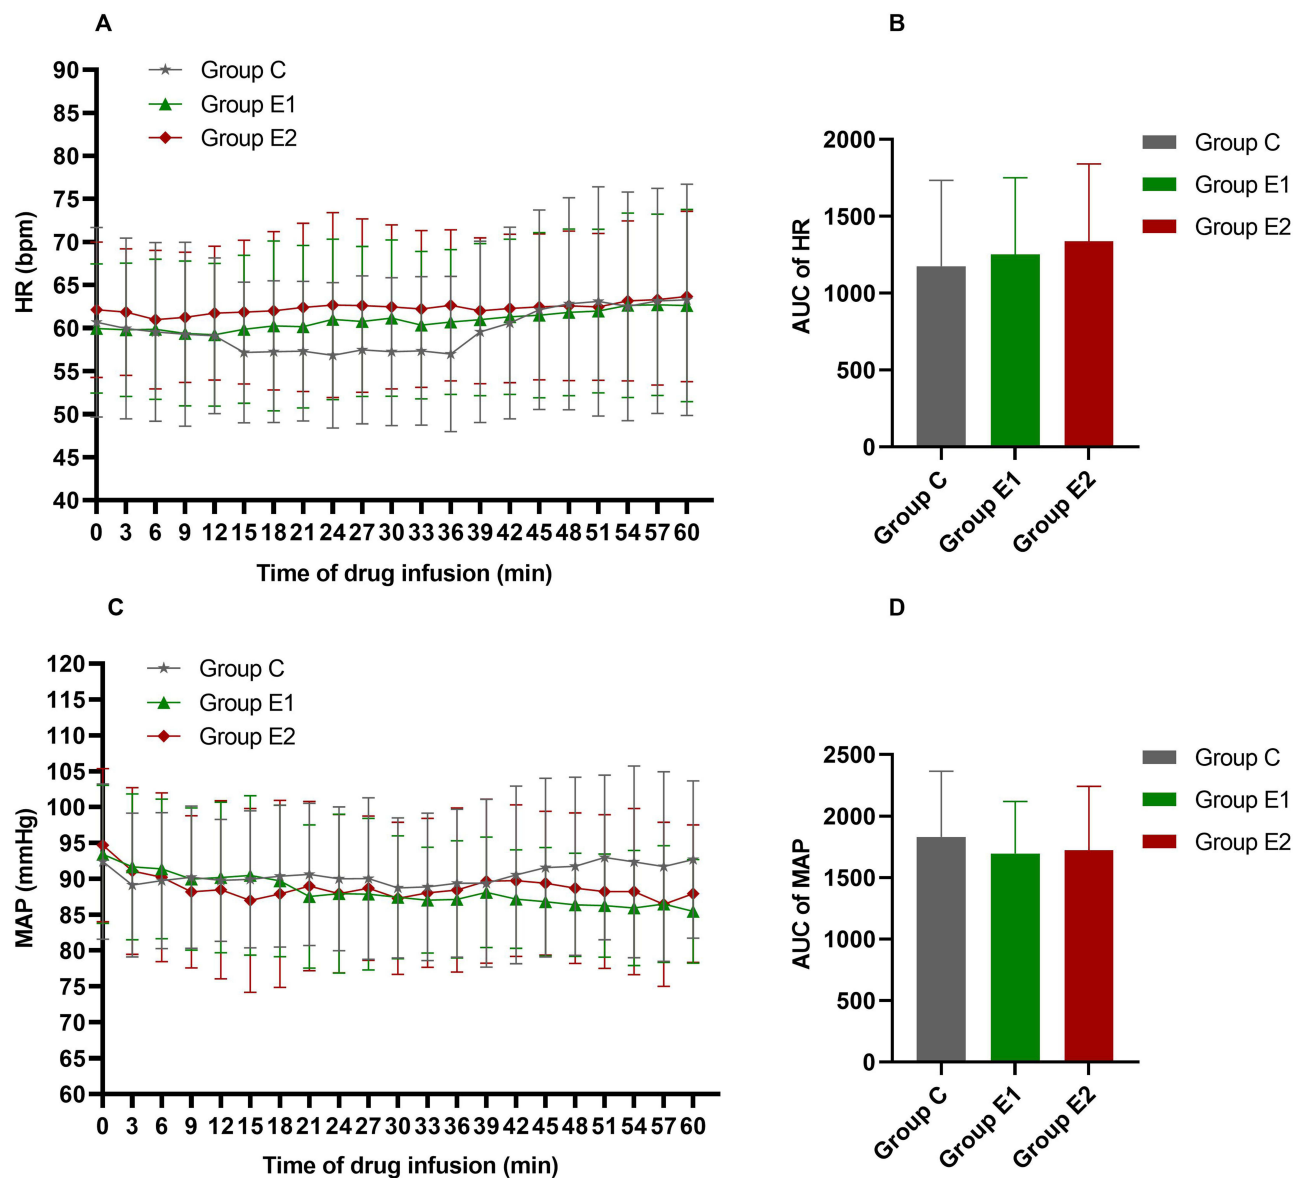 A
Group C
Group E1
Group E2
90
85
80
75
70
65
60
55
50
45
40
HR (bpm)
0 3 6 9 12 15 18 21 24 27 30 33 36 39 42 45 48 51 54 57 60
Time of drug infusion (min)
B
Group C
Group E1
Group E2
2000
1500
1000
500
0
AUC of HR
Group C
Group E1
Group E2
C
Group C
Group E1
Group E2
120
115
110
105
100
95
90
85
80
75
70
65
60
MAP (mmHg)
0 3 6 9 12 15 18 21 24 27 30 33 36 39 42 45 48 51 54 57 60
Time of drug infusion (min)
D
Group C
Group E1
Group E2
2500
2000
1500
1000
500
0
AUC of MAP
Group C
Group E1
Group E2